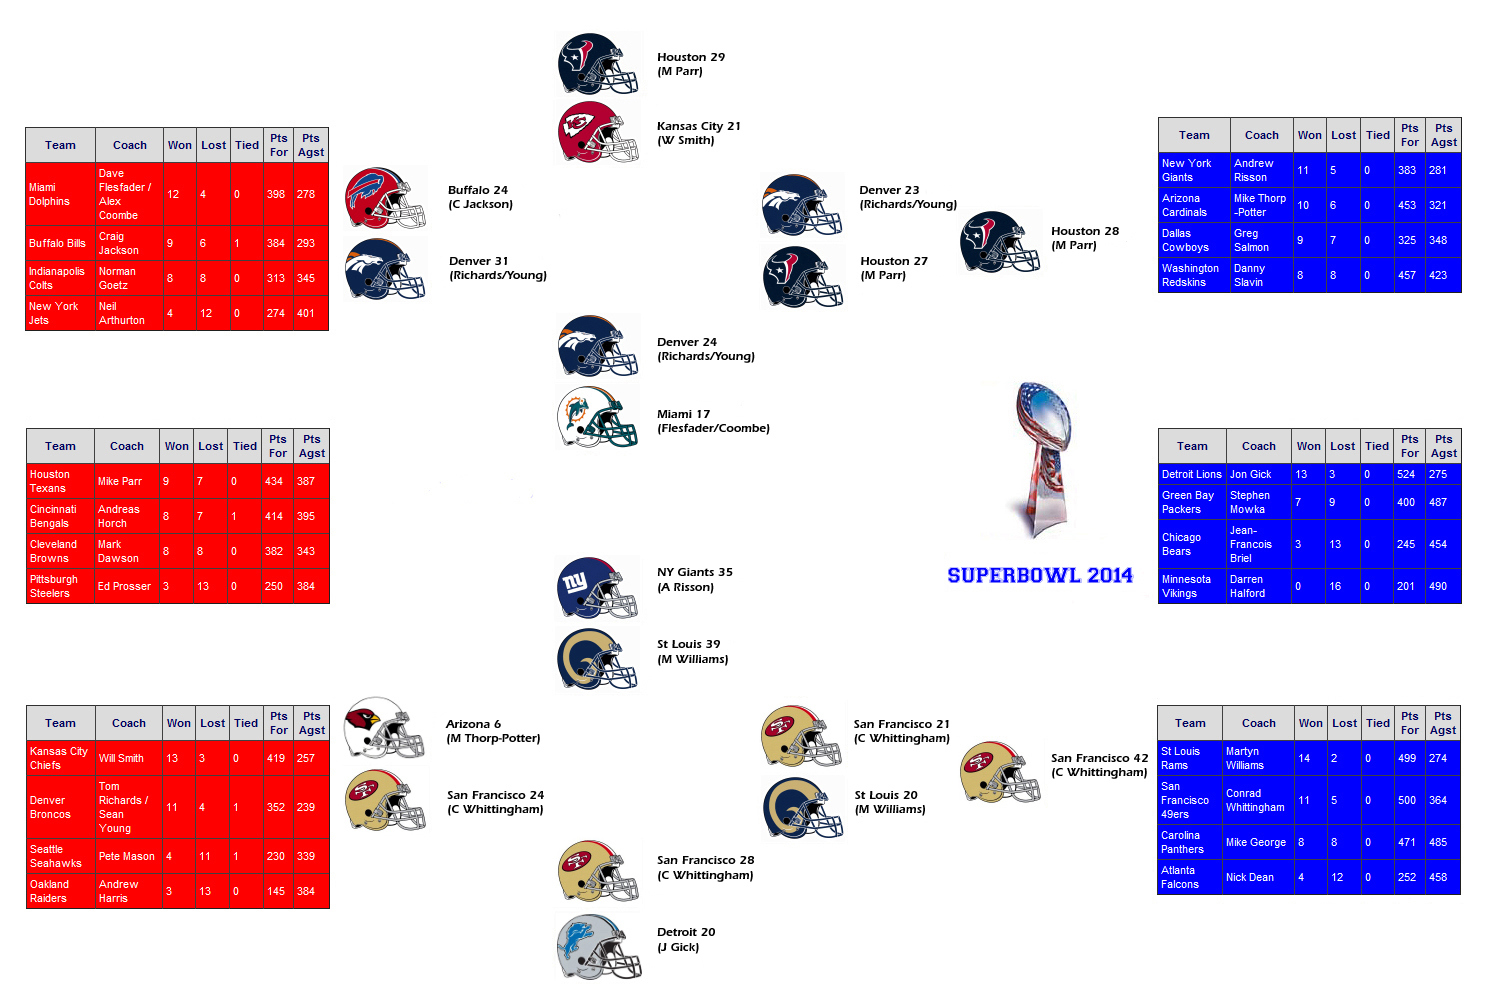 Houston 29
(M Parr)
Kansas City 21
(W Smith)
Team Coach Won Lost Tied Pts For Pts Agst
Miami Dolphins Dave Flesfader / Alex Coombe 12 4 0 398 278
Buffalo Bills Craig Jackson 9 6 1 384 293
Indianapolis Colts Norman Goetz 8 8 0 313 345
New York Jets Neil Arthurton 4 12 0 274 401
Buffalo 24
(C Jackson)
Denver 31
(Richards/Young)
Denver 23
(Richards/Young)
Houston 27
(M Parr)
Houston 28
(M Parr)
Team Coach Won Lost Tied Pts For Pts Agst
New York Giants Andrew Risson 11 5 0 383 281
Arizona Cardinals Mike Thorp -Potter 10 6 0 453 321
Dallas Cowboys Greg Salmon 9 7 0 325 348
Washington Redskins Danny Slavin 8 8 0 457 423
Denver 24
(Richards/Young)
Miami 17
(Flesfader/Coombe)
Team Coach Won Lost Tied Pts For Pts Agst
Houston Texans Mike Parr 9 7 0 434 387
Cincinnati Bengals Andreas Horch 8 7 1 414 395
Cleveland Browns Mark Dawson 8 8 0 382 343
Pittsburgh Steelers Ed Prosser 3 13 0 250 384
SUPERBOWL 2014
Team Coach Won Lost Tied Pts For Pts Agst
Detroit Lions Jon Gick 13 3 0 524 275
Green Bay Packers Stephen Mowka 7 9 0 400 487
Chicago Bears Jean-Francois Briel 3 13 0 245 454
Minnesota Vikings Darren Halford 0 16 0 201 490
ny
NY Giants 35
(A Risson)
St Louis 39
(M Williams)
Team Coach Won Lost Tied Pts For Pts Agst
Kansas City Chiefs Will Smith 13 3 0 419 257
Denver Broncos Tom Richards / Sean Young 11 4 1 352 239
Seattle Seahawks Pete Mason 4 11 1 230 339
Oakland Raiders Andrew Harris 3 13 0 145 384
Arizona 6
(M Thorp-Potter)
San Francisco 24
(C Whittingham)
San Francisco 21
(C Whittingham)
St Louis 20
(M Williams)
San Francisco 42
(C Whittingham)
San Francisco 28
(C Whittingham)
Detroit 20
(J Gick)
Team Coach Won Lost Tied Pts For Pts Agst
St Louis Rams Martyn Williams 14 2 0 499 274
San Francisco 49ers Conrad Whittingham 11 5 0 500 364
Carolina Panthers Mike George 8 8 0 471 485
Atlanta Falcons Nick Dean 4 12 0 252 458